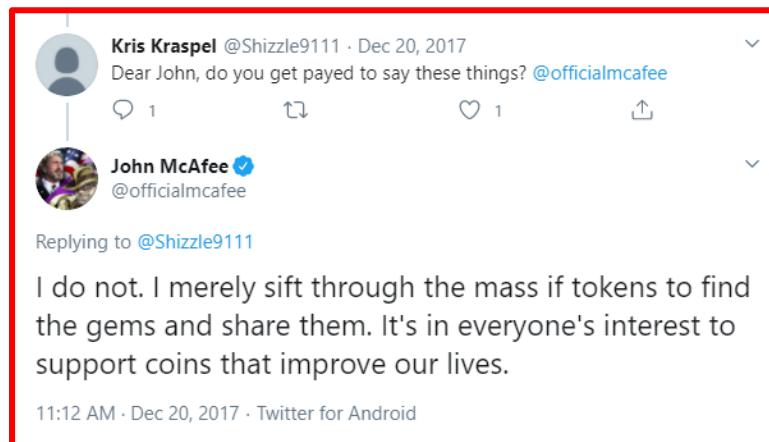 Kris Kraspel @Shizzle9111 · Dec 20, 2017
Dear John, do you get payed to say these things? @officialmcafee
1 1
John McAfee
@officialmcafee
Replying to @Shizzle9111
I do not. I merely sift through the mass if tokens to find
the gems and share them. It's in everyone's interest to
support coins that improve our lives.
11:12 AM · Dec 20, 2017 · Twitter for Android